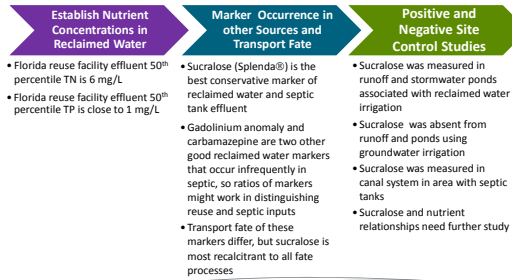 Establish Nutrient
Concentrations in
Reclaimed Water
• Florida reuse facility effluent 50th
percentile TN is 6 mg/L
• Florida reuse facility effluent 50th
percentile TP is close to 1 mg/L
Marker Occurrence in
other Sources and
Transport Fate
• Sucralose (Splenda®) is the
best conservative marker of
reclaimed water and septic
tank effluent
• Gadolinium anomaly and
carbamazepine are two other
good reclaimed water markers
that occur infrequently in
septic, so ratios of markers
might work in distinguishing
reuse and septic inputs
• Transport fate of these
markers differ, but sucralose is
most recalcitrant to all fate
processes
Positive and
Negative Site
Control Studies
• Sucralose was measured in
runoff and stormwater ponds
associated with reclaimed water
irrigation
• Sucralose was absent from
runoff and ponds using
groundwater irrigation
• Sucralose was measured in
canal system in area with septic
tanks
• Sucralose and nutrient
relationships need further study